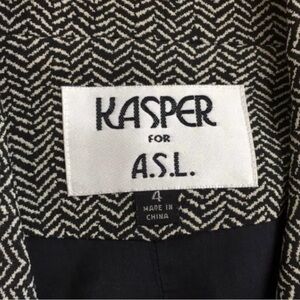 KASPER
FOR
A.S.L.
4
MADE IN
CHINA